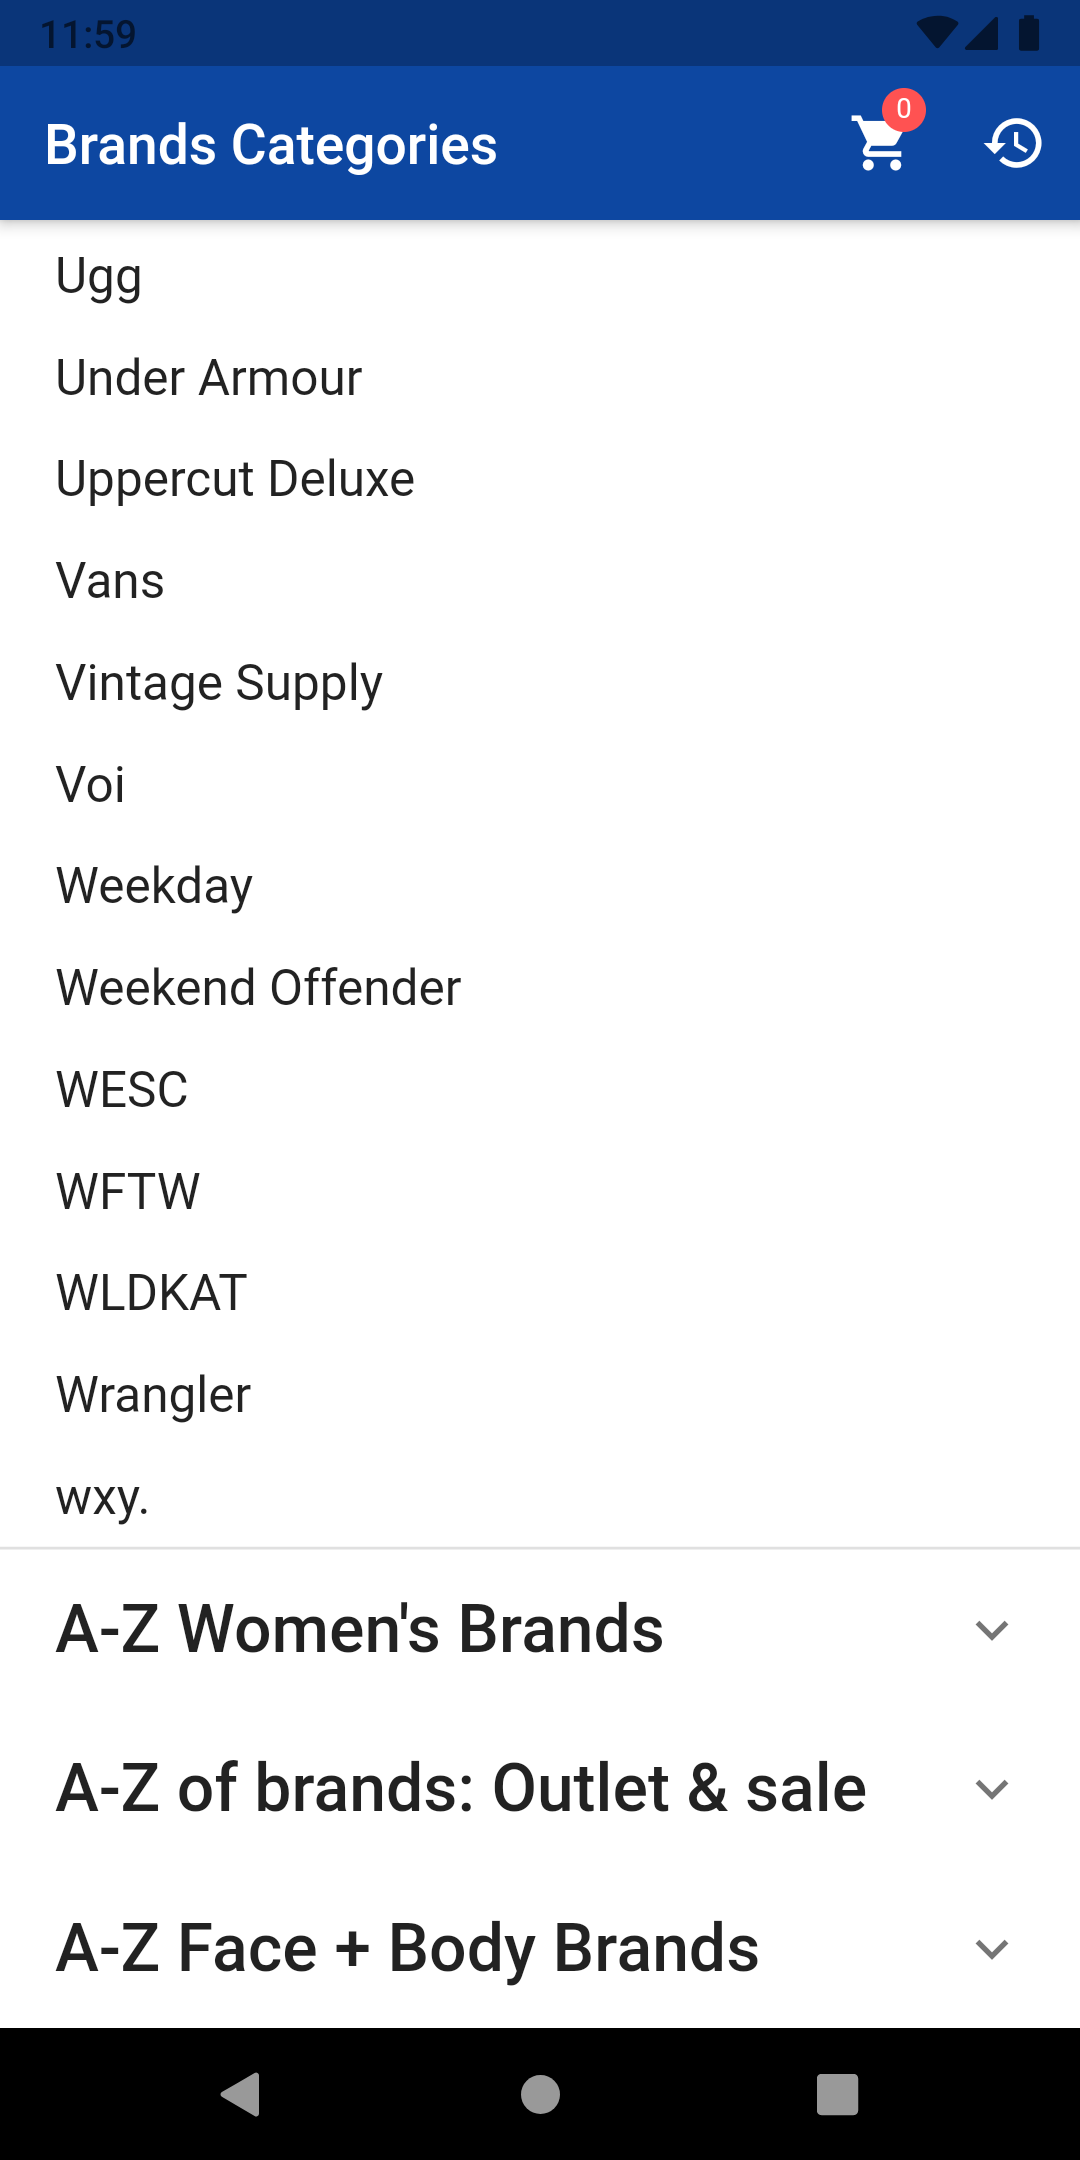 11:59
Brands Categories
0
Ugg
Under Armour
Uppercut Deluxe
Vans
Vintage Supply
Voi
Weekday
Weekend Offender
WESC
WFTW
WLDKAT
Wrangler
wxy.
A-Z Women's Brands
A-Z of brands: Outlet & sale
A-Z Face + Body Brands